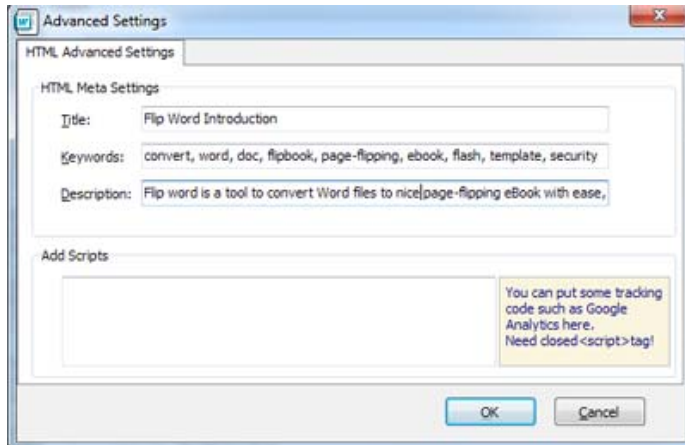 Advanced Settings
HTML Advanced Settings
HTML Meta Settings
Title: Flip Word Introduction
Keywords: convert, word, doc, flipbook, page-flipping, ebook, flash, template, security
Description: Flip word is a tool to convert Word files to nice page-flipping eBook with ease,
Add Scripts
You can put some tracking
code such as Google
Analytics here.
Need closed<script>tag!
OK Cancel